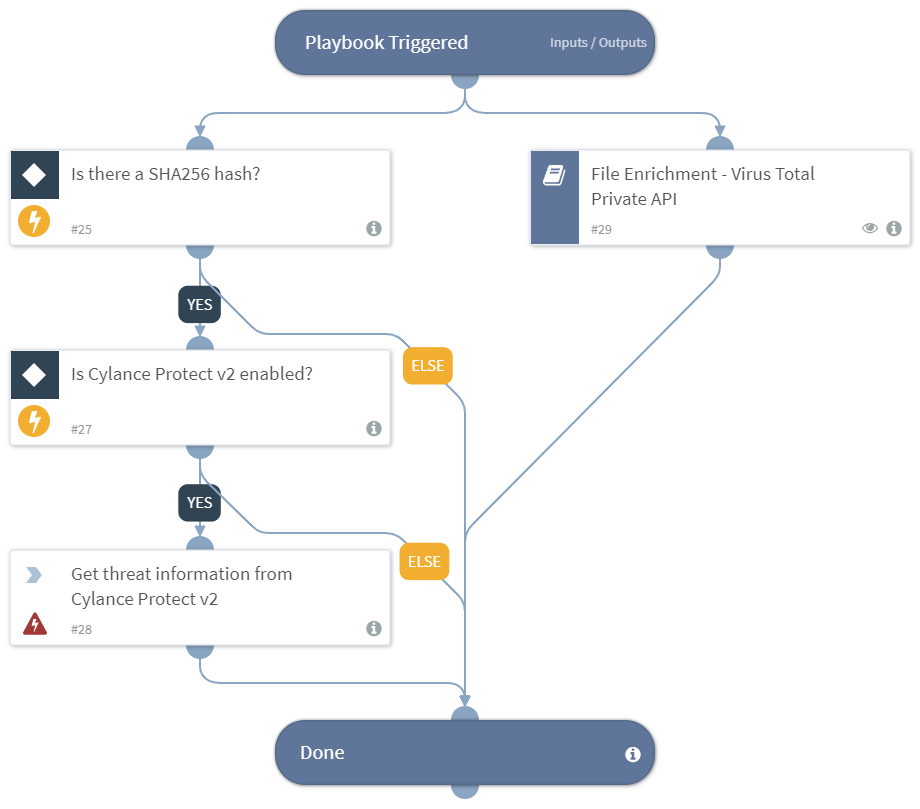 Playbook Triggered
Inputs / Outputs
Is there a SHA256 hash?
#25
File Enrichment - Virus Total
Private API
#29
YES
ELSE
Is Cylance Protect v2 enabled?
#27
YES
ELSE
Get threat information from
Cylance Protect v2
#28
Done